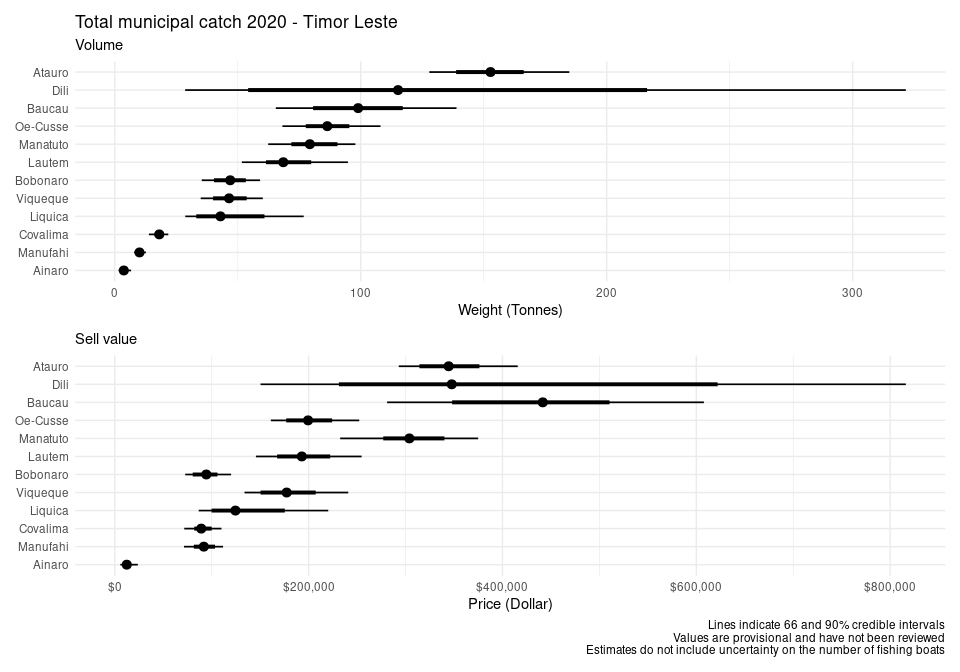 Total municipal catch 2020 - Timor Leste
Volume
Atauro
Dili
Baucau
Oe-Cusse
Manatuto
Lautem
Bobonaro
Viqueque
Liquica
Covalima
Manufahi
Ainaro
0 100 200 300
Weight (Tonnes)
Sell value
Atauro
Dili
Baucau
Oe-Cusse
Manatuto
Lautem
Bobonaro
Viqueque
Liquica
Covalima
Manufahi
Ainaro
$0 $200,000 $400,000 $600,000 $800,000
Price (Dollar)
Lines indicate 66 and 90% credible intervals
Values are provisional and have not been reviewed
Estimates do not include uncertainty on the number of fishing boats